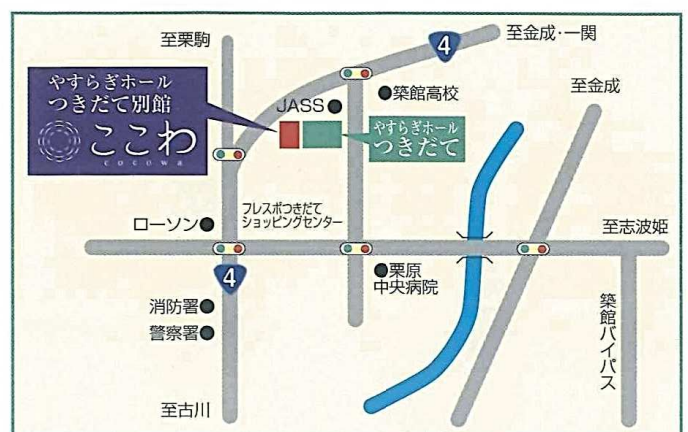 至栗駒
4
至金成・一関
やすらぎホール
つきだて別館
ここわ
cocowa
JASS
築館高校
至金成
やすらぎホール
つきだて
ローソン
フレスポつきだて
ショッピングセンター
至志波姫
4
栗原
中央病院
消防署
警察署
築館バイパス
至古川